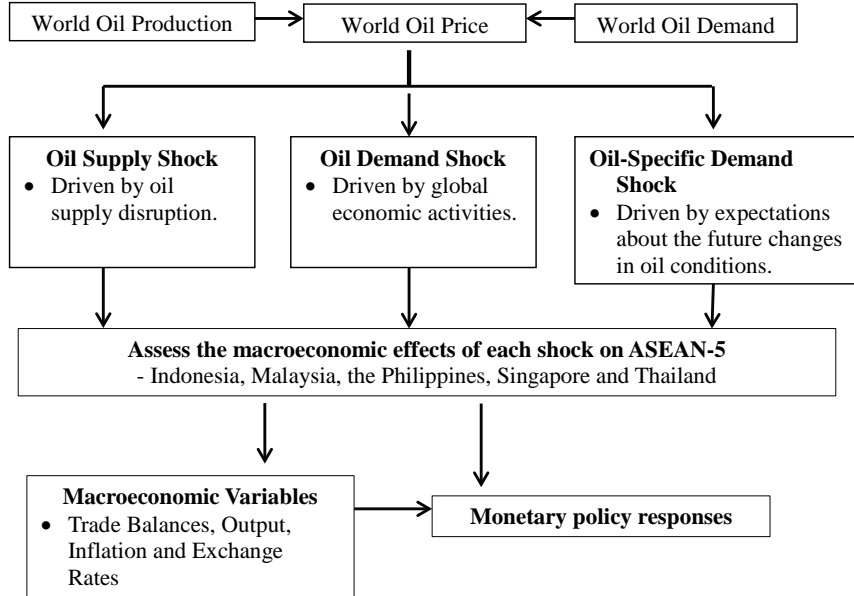 World Oil Production
World Oil Price
World Oil Demand
Oil Supply Shock
• Driven by oil
supply disruption.
Oil Demand Shock
• Driven by global
economic activities.
Oil-Specific Demand
Shock
• Driven by expectations
about the future changes
in oil conditions.
Assess the macroeconomic effects of each shock on ASEAN-5
- Indonesia, Malaysia, the Philippines, Singapore and Thailand
Macroeconomic Variables
• Trade Balances, Output,
Inflation and Exchange
Rates
Monetary policy responses